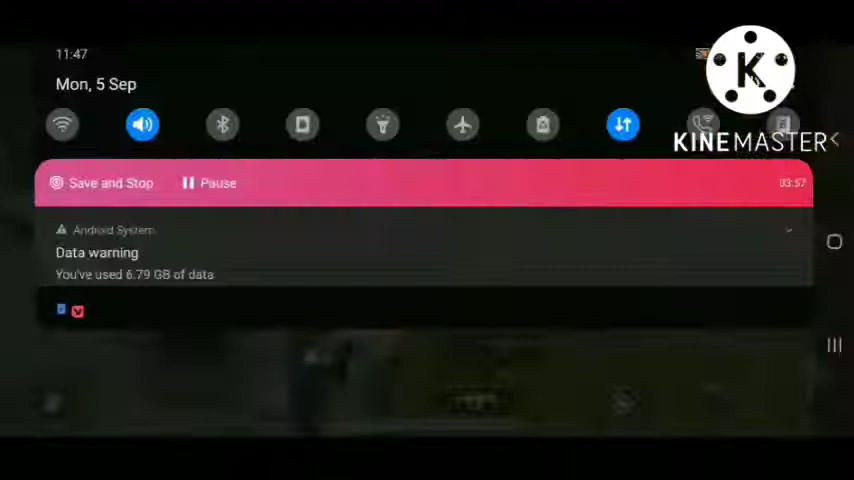 11:47
Mon, 5 Sep
K
KINEMASTER
Save and Stop
Pause
03:57
Android System
Data warning
You've used 6.79 GB of data